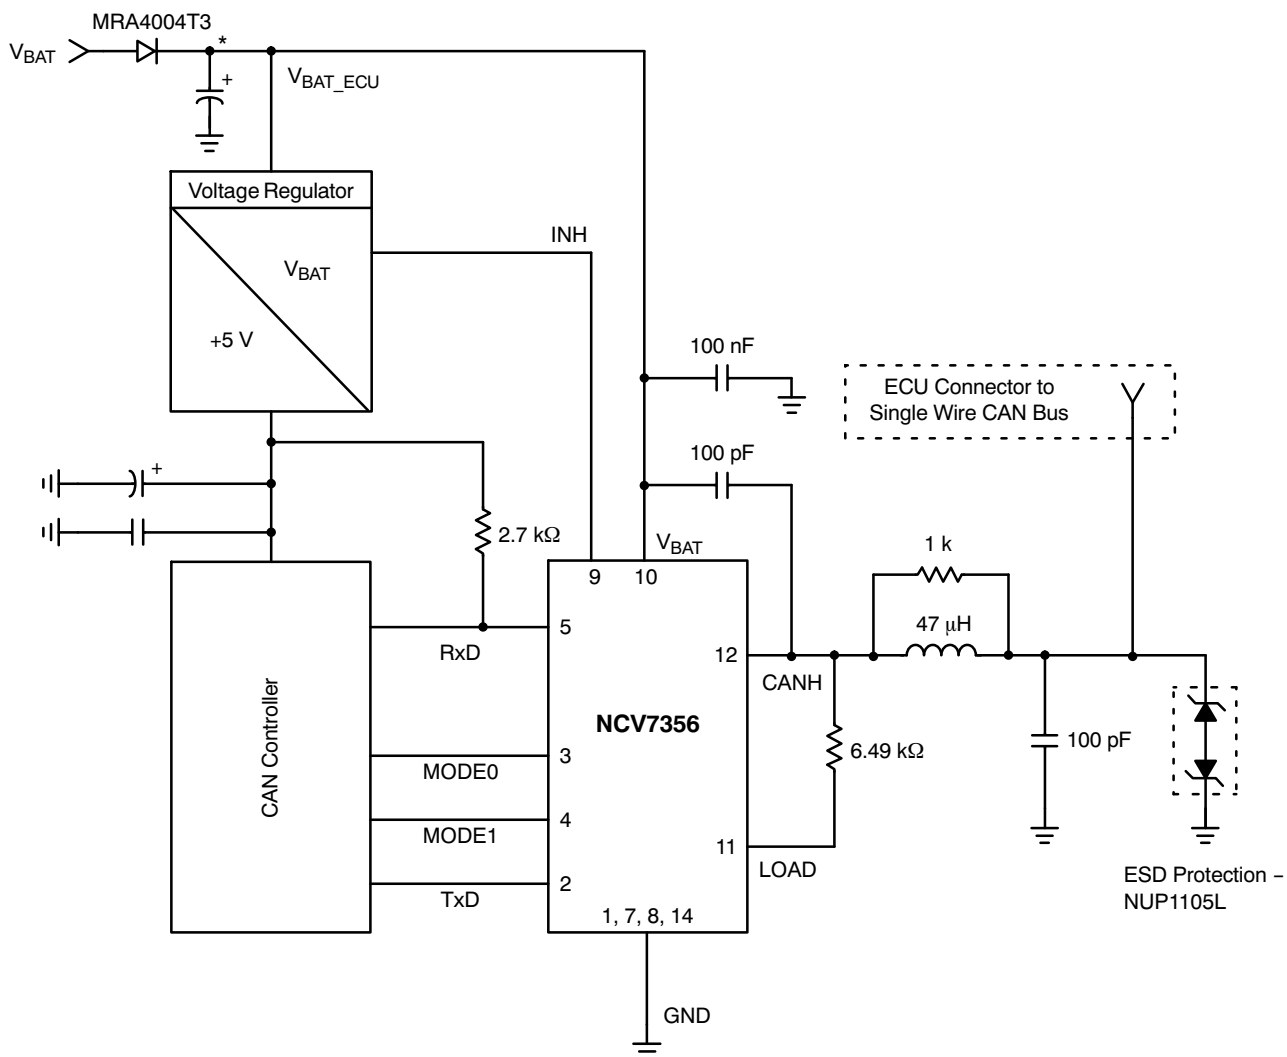 MRA4004T3
V_BAT
*
+
V_BAT_ECU
Voltage Regulator
INH
V_BAT
+5 V
100 nF
ECU Connector to
Single Wire CAN Bus
100 pF
+
2.7 kΩ
V_BAT
1 k
9
10
47 μH
5
RxD
12
CANH
CAN Controller
NCV7356
6.49 kΩ
100 pF
3
MODE0
4
MODE1
11
LOAD
2
TxD
ESD Protection –
NUP1105L
1, 7, 8, 14
GND